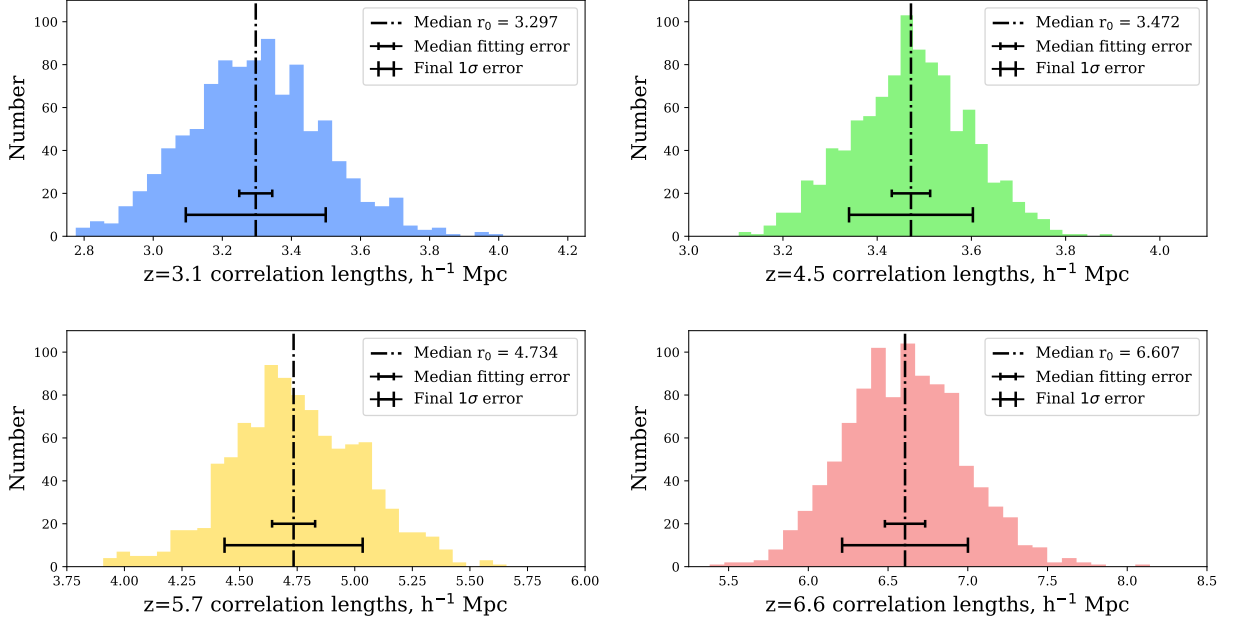 Median r₀ = 3.297
Median fitting error
Final 1σ error
Number
100
80
60
40
20
0
2.8 3.0 3.2 3.4 3.6 3.8 4.0 4.2
z=3.1 correlation lengths, h⁻¹ Mpc
Median r₀ = 3.472
Median fitting error
Final 1σ error
Number
100
80
60
40
20
0
3.0 3.2 3.4 3.6 3.8 4.0
z=4.5 correlation lengths, h⁻¹ Mpc
Median r₀ = 4.734
Median fitting error
Final 1σ error
Number
100
80
60
40
20
0
3.75 4.00 4.25 4.50 4.75 5.00 5.25 5.50 5.75 6.00
z=5.7 correlation lengths, h⁻¹ Mpc
Median r₀ = 6.607
Median fitting error
Final 1σ error
Number
100
80
60
40
20
0
5.5 6.0 6.5 7.0 7.5 8.0 8.5
z=6.6 correlation lengths, h⁻¹ Mpc